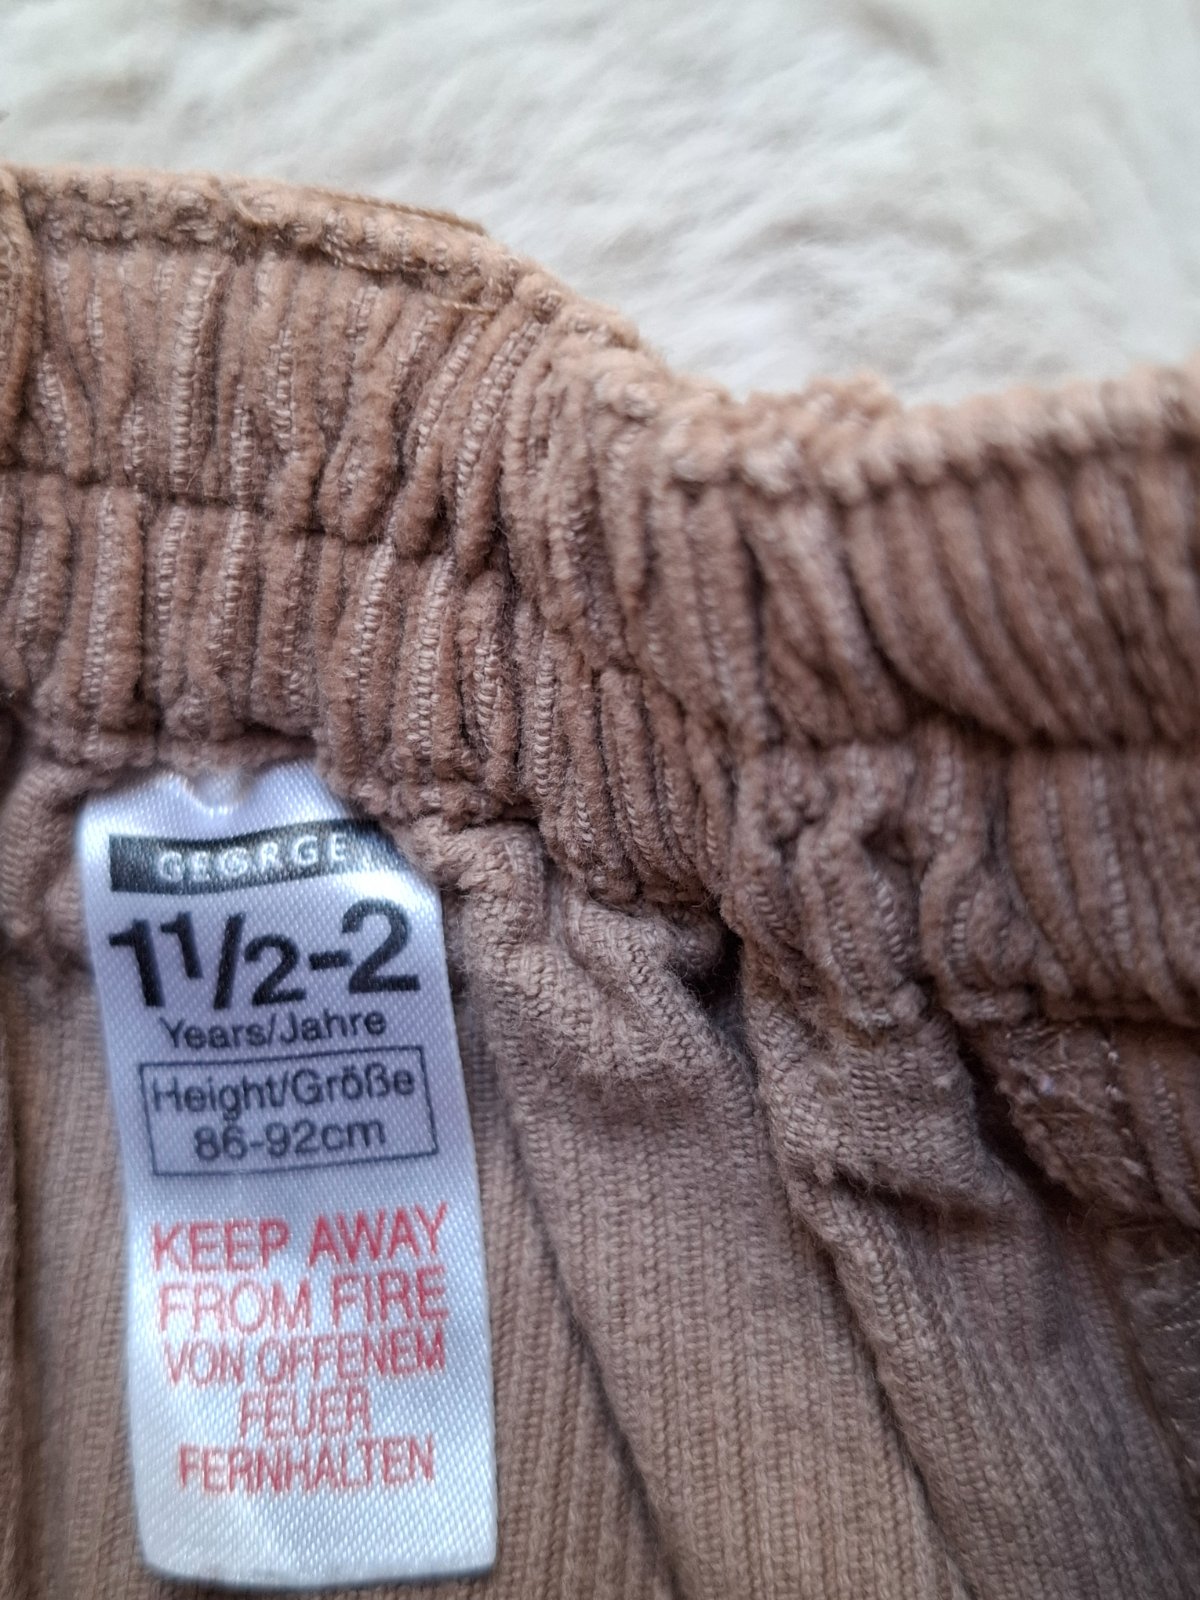 GEORGE
1½-2
Years/Jahre
Height/Größe
86-92cm
KEEP AWAY
FROM FIRE
VON OFFENEM
FEUER
FERNHALTEN